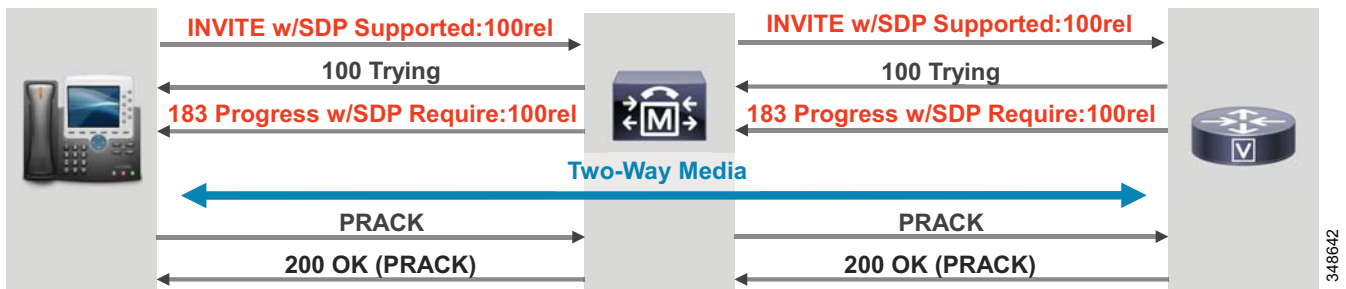 INVITE w/SDP Supported:100rel
INVITE w/SDP Supported:100rel
100 Trying
100 Trying
183 Progress w/SDP Require:100rel
183 Progress w/SDP Require:100rel
M
V
Two-Way Media
PRACK
PRACK
200 OK (PRACK)
200 OK (PRACK)
348642